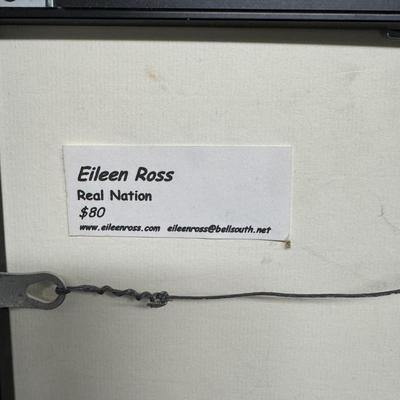 Eileen Ross
Real Nation
$80
www.eileenross.com eileenross@bellsouth.net